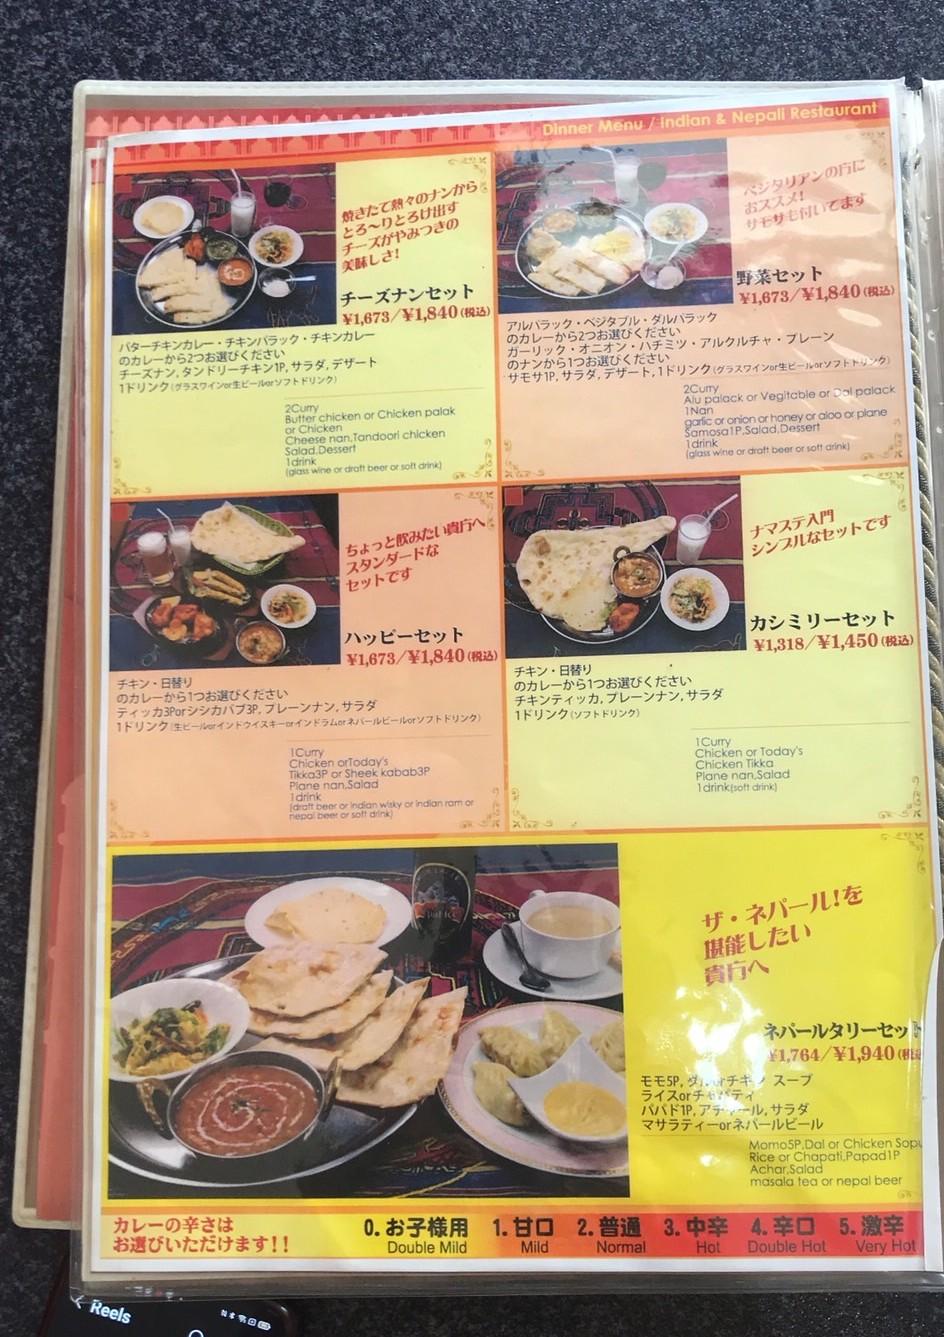 Dinner Menu / Indian & Nepali Restaurant
焼きたて熱々のナンから
とろ〜りとろけ出す
チーズがやみつきの
美味しさ!
チーズナンセット
¥1,673/¥1,840(税込)
バターチキンカレー・チキンパラック・チキンカレー
のカレーから2つお選びください
チーズナン, タンドリーチキン1P, サラダ, デザート
1ドリンク(グラスワインor生ビールorソフトドリンク)
2Curry
Butter chicken or Chicken palak
or Chicken
Cheese nan,Tandoori chicken
Salad,Dessert
1drink
(glass wine or draft beer or soft drink)
ベジタリアンの方に
おススメ!
サモサも付いてます
野菜セット
¥1,673/¥1,840(税込)
アルパラック・ベジタブル・ダルパラック
のカレーから2つお選びください
ガーリック・オニオン・ハチミツ・アルクルチャ・プレーン
のナンから1つお選びください
サモサ1P, サラダ, デザート, 1ドリンク(グラスワインor生ビールorソフトドリンク)
2Curry
Alu palack or Vegitable or Dal palack
1Nan
garlic or onion or honey or aloo or plane
Samosa1P,Salad,Dessert
1drink
(glass wine or draft beer or soft drink)
ちょっと飲みたい貴方へ
スタンダードな
セットです
ハッピーセット
¥1,673/¥1,840(税込)
チキン・日替り
のカレーから1つお選びください
ティッカ3Porシシカバブ3P, プレーンナン, サラダ
1ドリンク(生ビールorインドウイスキーorインドラムorネパールビールorソフトドリンク)
1Curry
Chicken orToday's
Tikka3P or Sheek kabab3P
Plane nan,Salad
1drink
(draft beer or indian wisky or indian ram or
nepal beer or soft drink)
ナマステ入門
シンプルなセットです
カシミリーセット
¥1,318/¥1,450(税込)
チキン・日替り
のカレーから1つお選びください
チキンティッカ, プレーンナン, サラダ
1ドリンク(ソフトドリンク)
1Curry
Chicken or Today's
Chicken Tikka
Plane nan,Salad
1drink(soft drink)
ザ・ネパール!を
堪能したい
貴方へ
ネパールタリーセット
¥1,764/¥1,940(税込
モモ5P, ダルorチキン スープ
ライスorチャパティ
パパド1P, アチャール, サラダ
マサラティーorネパールビール
Momo5P,Dal or Chicken Sopu
Rice or Chapati,Papad1P
Achar,Salad
masala tea or nepal beer
カレーの辛さは
お選びいただけます!!
0. お子様用 1. 甘口 2. 普通 3. 中辛 4. 辛口 5. 激辛
Double Mild Mild Normal Hot Double Hot Very Hot
Reels